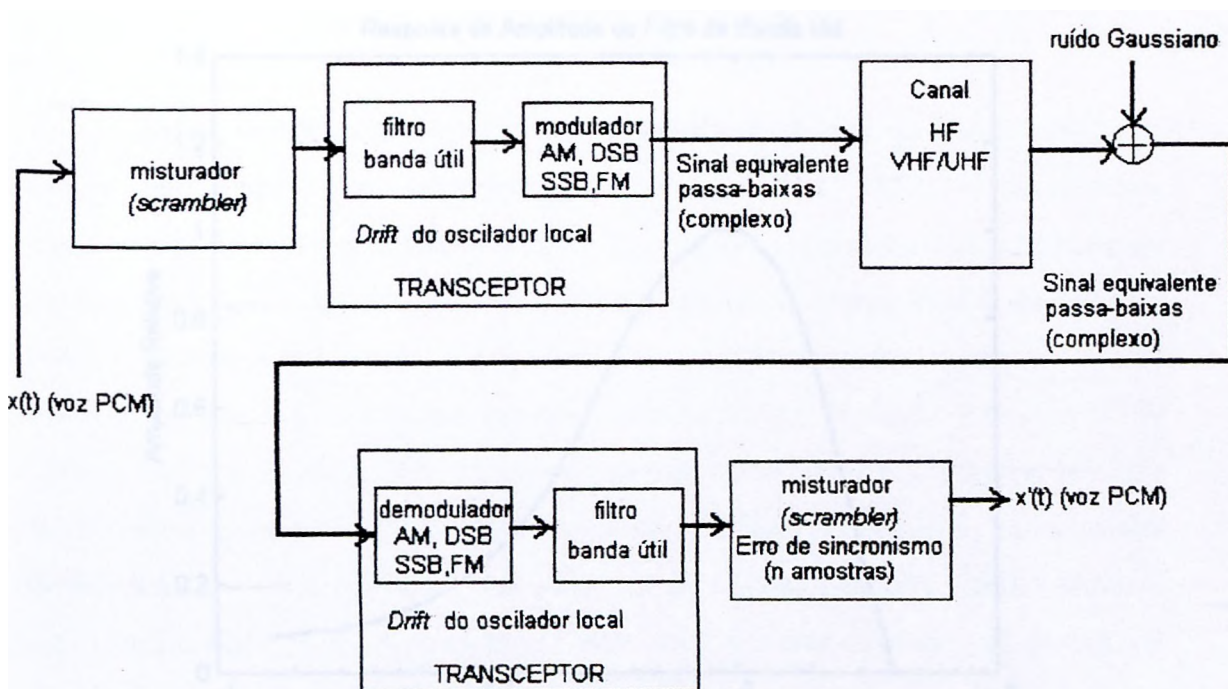 ruído Gaussiano
misturador
(scrambler)
filtro
banda útil
modulador
AM, DSB
SSB,FM
Drift do oscilador local
TRANSCEPTOR
Sinal equivalente
passa-baixas
(complexo)
Canal
HF
VHF/UHF
Sinal equivalente
passa-baixas
(complexo)
x(t) (voz PCM)
demodulador
AM, DSB
SSB,FM
filtro
banda útil
Drift do oscilador local
TRANSCEPTOR
misturador
(scrambler)
Erro de sincronismo
(n amostras)
x'(t) (voz PCM)